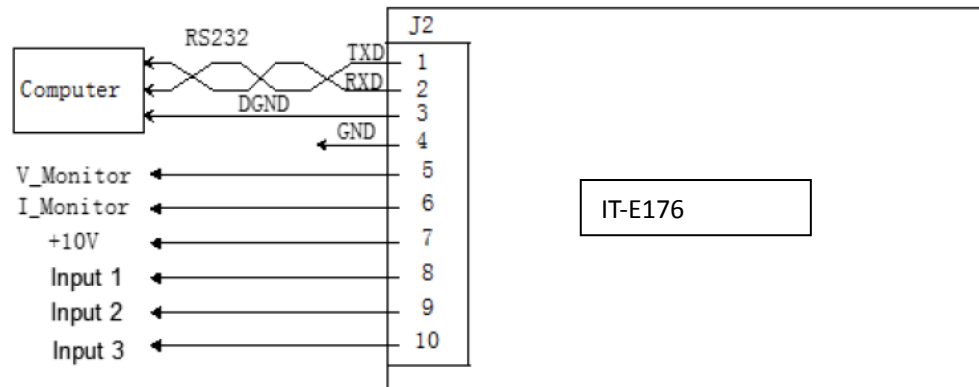 J2
RS232
TXD
1
Computer
RXD
2
DGND
3
GND
4
V_Monitor
5
I_Monitor
6
IT-E176
+10V
7
Input 1
8
Input 2
9
Input 3
10